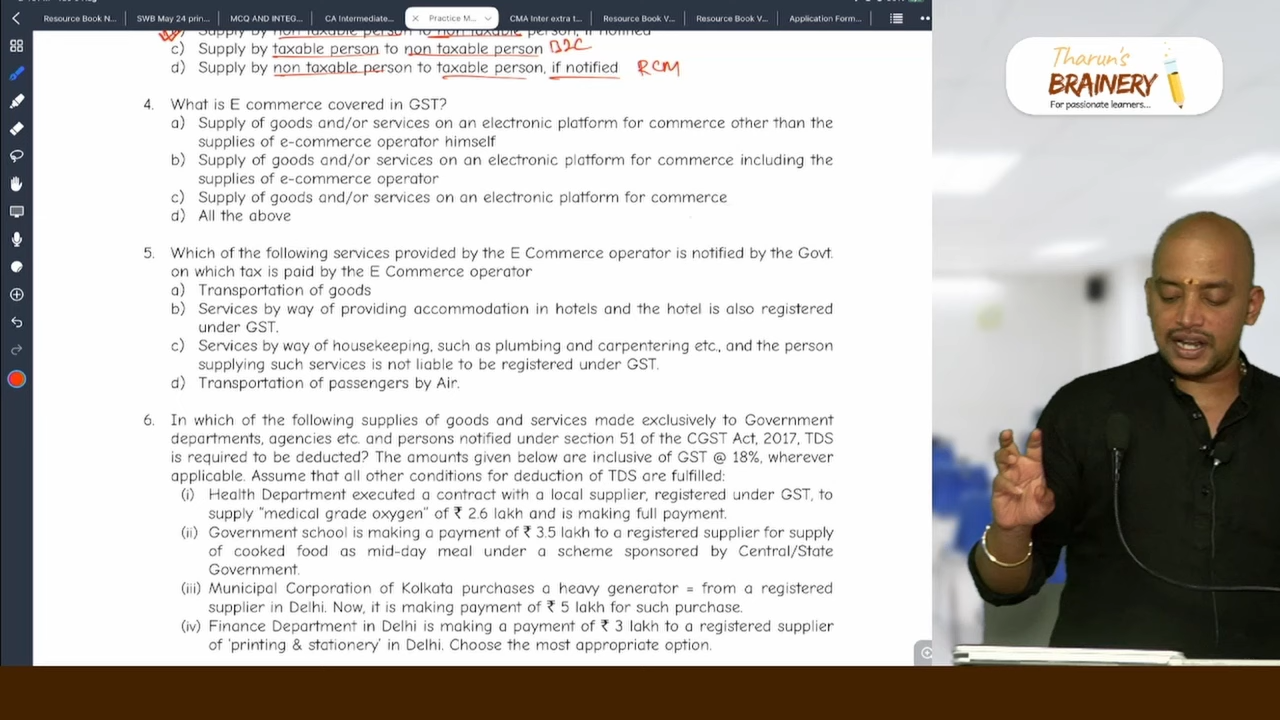 Resource Book N...
SWB May 24 prin...
MCQ AND INTEG...
CA Intermediate...
Practice M...
CMA Inter extra t...
Resource Book V...
Resource Book V...
Application Form...
c) Supply by taxable person to non taxable person B2C
d) Supply by non taxable person to taxable person, if notified RCM
4. What is E commerce covered in GST?
a) Supply of goods and/or services on an electronic platform for commerce other than the
supplies of e-commerce operator himself
b) Supply of goods and/or services on an electronic platform for commerce including the
supplies of e-commerce operator
c) Supply of goods and/or services on an electronic platform for commerce
d) All the above
5. Which of the following services provided by the E Commerce operator is notified by the Govt.
on which tax is paid by the E Commerce operator
a) Transportation of goods
b) Services by way of providing accommodation in hotels and the hotel is also registered
under GST.
c) Services by way of housekeeping, such as plumbing and carpentering etc., and the person
supplying such services is not liable to be registered under GST.
d) Transportation of passengers by Air.
6. In which of the following supplies of goods and services made exclusively to Government
departments, agencies etc. and persons notified under section 51 of the CGST Act, 2017, TDS
is required to be deducted? The amounts given below are inclusive of GST @ 18%, wherever
applicable. Assume that all other conditions for deduction of TDS are fulfilled:
(i) Health Department executed a contract with a local supplier, registered under GST, to
supply "medical grade oxygen" of ₹ 2.6 lakh and is making full payment.
(ii) Government school is making a payment of ₹ 3.5 lakh to a registered supplier for supply
of cooked food as mid-day meal under a scheme sponsored by Central/State
Government.
(iii) Municipal Corporation of Kolkata purchases a heavy generator = from a registered
supplier in Delhi. Now, it is making payment of ₹ 5 lakh for such purchase.
(iv) Finance Department in Delhi is making a payment of ₹ 3 lakh to a registered supplier
of 'printing & stationery' in Delhi. Choose the most appropriate option.
Tharun's
BRAINERY
For passionate learners...